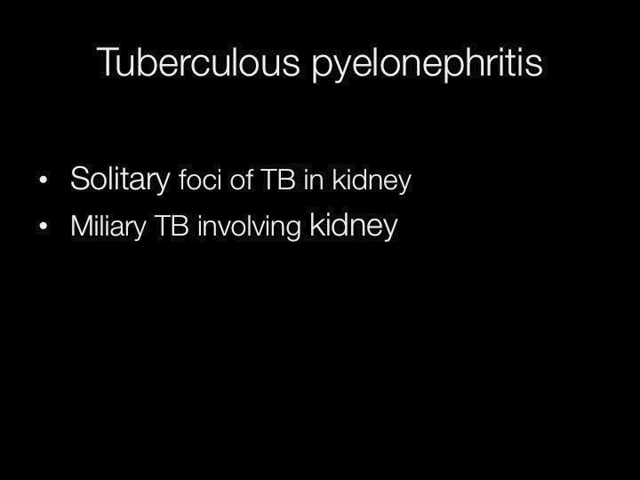 Tuberculous pyelonephritis
• Solitary foci of TB in kidney
• Miliary TB involving kidney